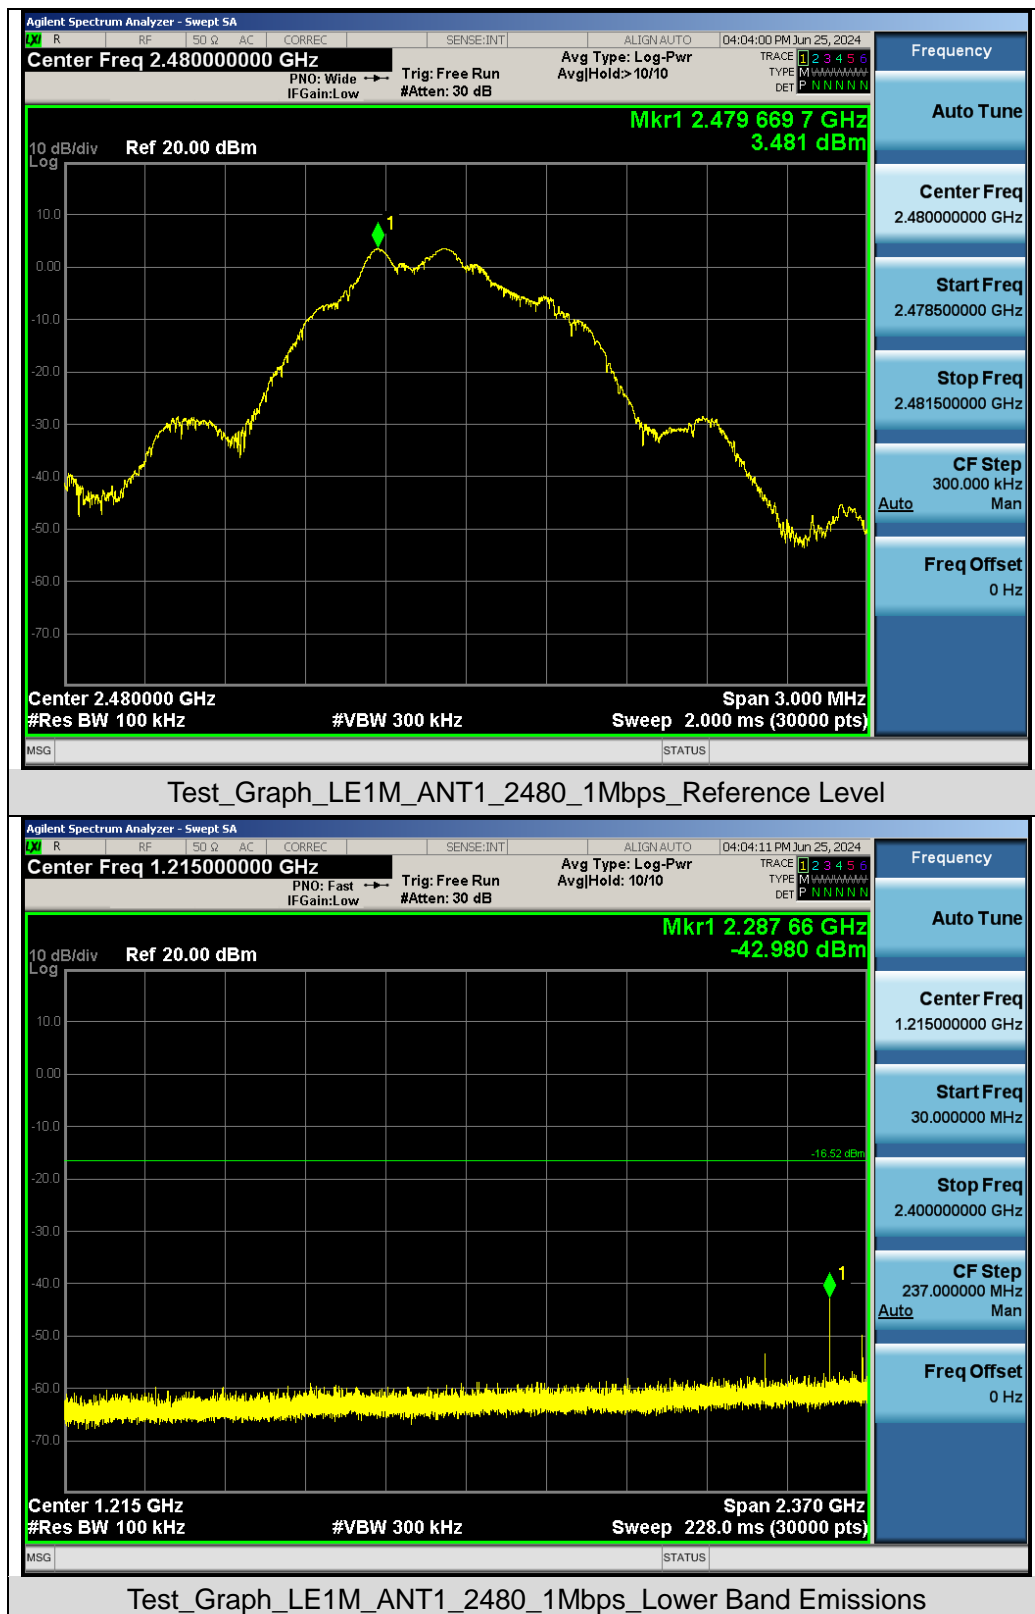 Agilent Spectrum Analyzer - Swept SA
LXI R RF 50 Ω AC CORREC SENSE:INT ALIGN AUTO 04:04:00 PM Jun 25, 2024
Center Freq 2.480000000 GHz
PNO: Wide
IFGain:Low
Trig: Free Run
#Atten: 30 dB
Avg Type: Log-Pwr
Avg|Hold:>10/10
TRACE 1 2 3 4 5 6
TYPE M
DET P N N N N N
Mkr1 2.479 669 7 GHz
3.481 dBm
10 dB/div Ref 20.00 dBm
Log
10.0
0.00
-10.0
-20.0
-30.0
-40.0
-50.0
-60.0
-70.0
1
Center 2.480000 GHz Span 3.000 MHz
#Res BW 100 kHz #VBW 300 kHz Sweep 2.000 ms (30000 pts)
MSG STATUS
Frequency
Auto Tune
Center Freq
2.480000000 GHz
Start Freq
2.478500000 GHz
Stop Freq
2.481500000 GHz
CF Step
300.000 kHz
Auto Man
Freq Offset
0 Hz
Test_Graph_LE1M_ANT1_2480_1Mbps_Reference Level
Agilent Spectrum Analyzer - Swept SA
LXI R RF 50 Ω AC CORREC SENSE:INT ALIGN AUTO 04:04:11 PM Jun 25, 2024
Center Freq 1.215000000 GHz
PNO: Fast
IFGain:Low
Trig: Free Run
#Atten: 30 dB
Avg Type: Log-Pwr
Avg|Hold: 10/10
TRACE 1 2 3 4 5 6
TYPE M
DET P N N N N N
Mkr1 2.287 66 GHz
-42.980 dBm
10 dB/div Ref 20.00 dBm
Log
10.0
0.00
-10.0
-20.0
-30.0
-40.0
-50.0
-60.0
-70.0
-16.52 dBm
1
Center 1.215 GHz Span 2.370 GHz
#Res BW 100 kHz #VBW 300 kHz Sweep 228.0 ms (30000 pts)
MSG STATUS
Frequency
Auto Tune
Center Freq
1.215000000 GHz
Start Freq
30.000000 MHz
Stop Freq
2.400000000 GHz
CF Step
237.000000 MHz
Auto Man
Freq Offset
0 Hz
Test_Graph_LE1M_ANT1_2480_1Mbps_Lower Band Emissions